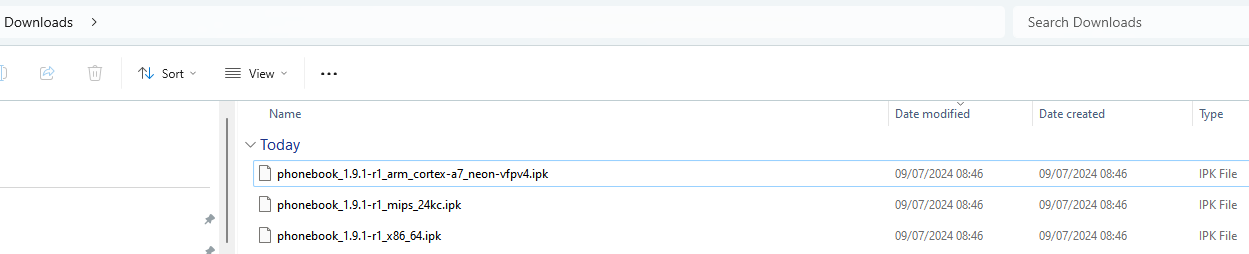 Downloads
Search Downloads
Sort View
Name Date modified Date created Type
Today
phonebook_1.9.1-r1_arm_cortex-a7_neon-vfpv4.ipk 09/07/2024 08:46 09/07/2024 08:46 IPK File
phonebook_1.9.1-r1_mips_24kc.ipk 09/07/2024 08:46 09/07/2024 08:46 IPK File
phonebook_1.9.1-r1_x86_64.ipk 09/07/2024 08:46 09/07/2024 08:46 IPK File